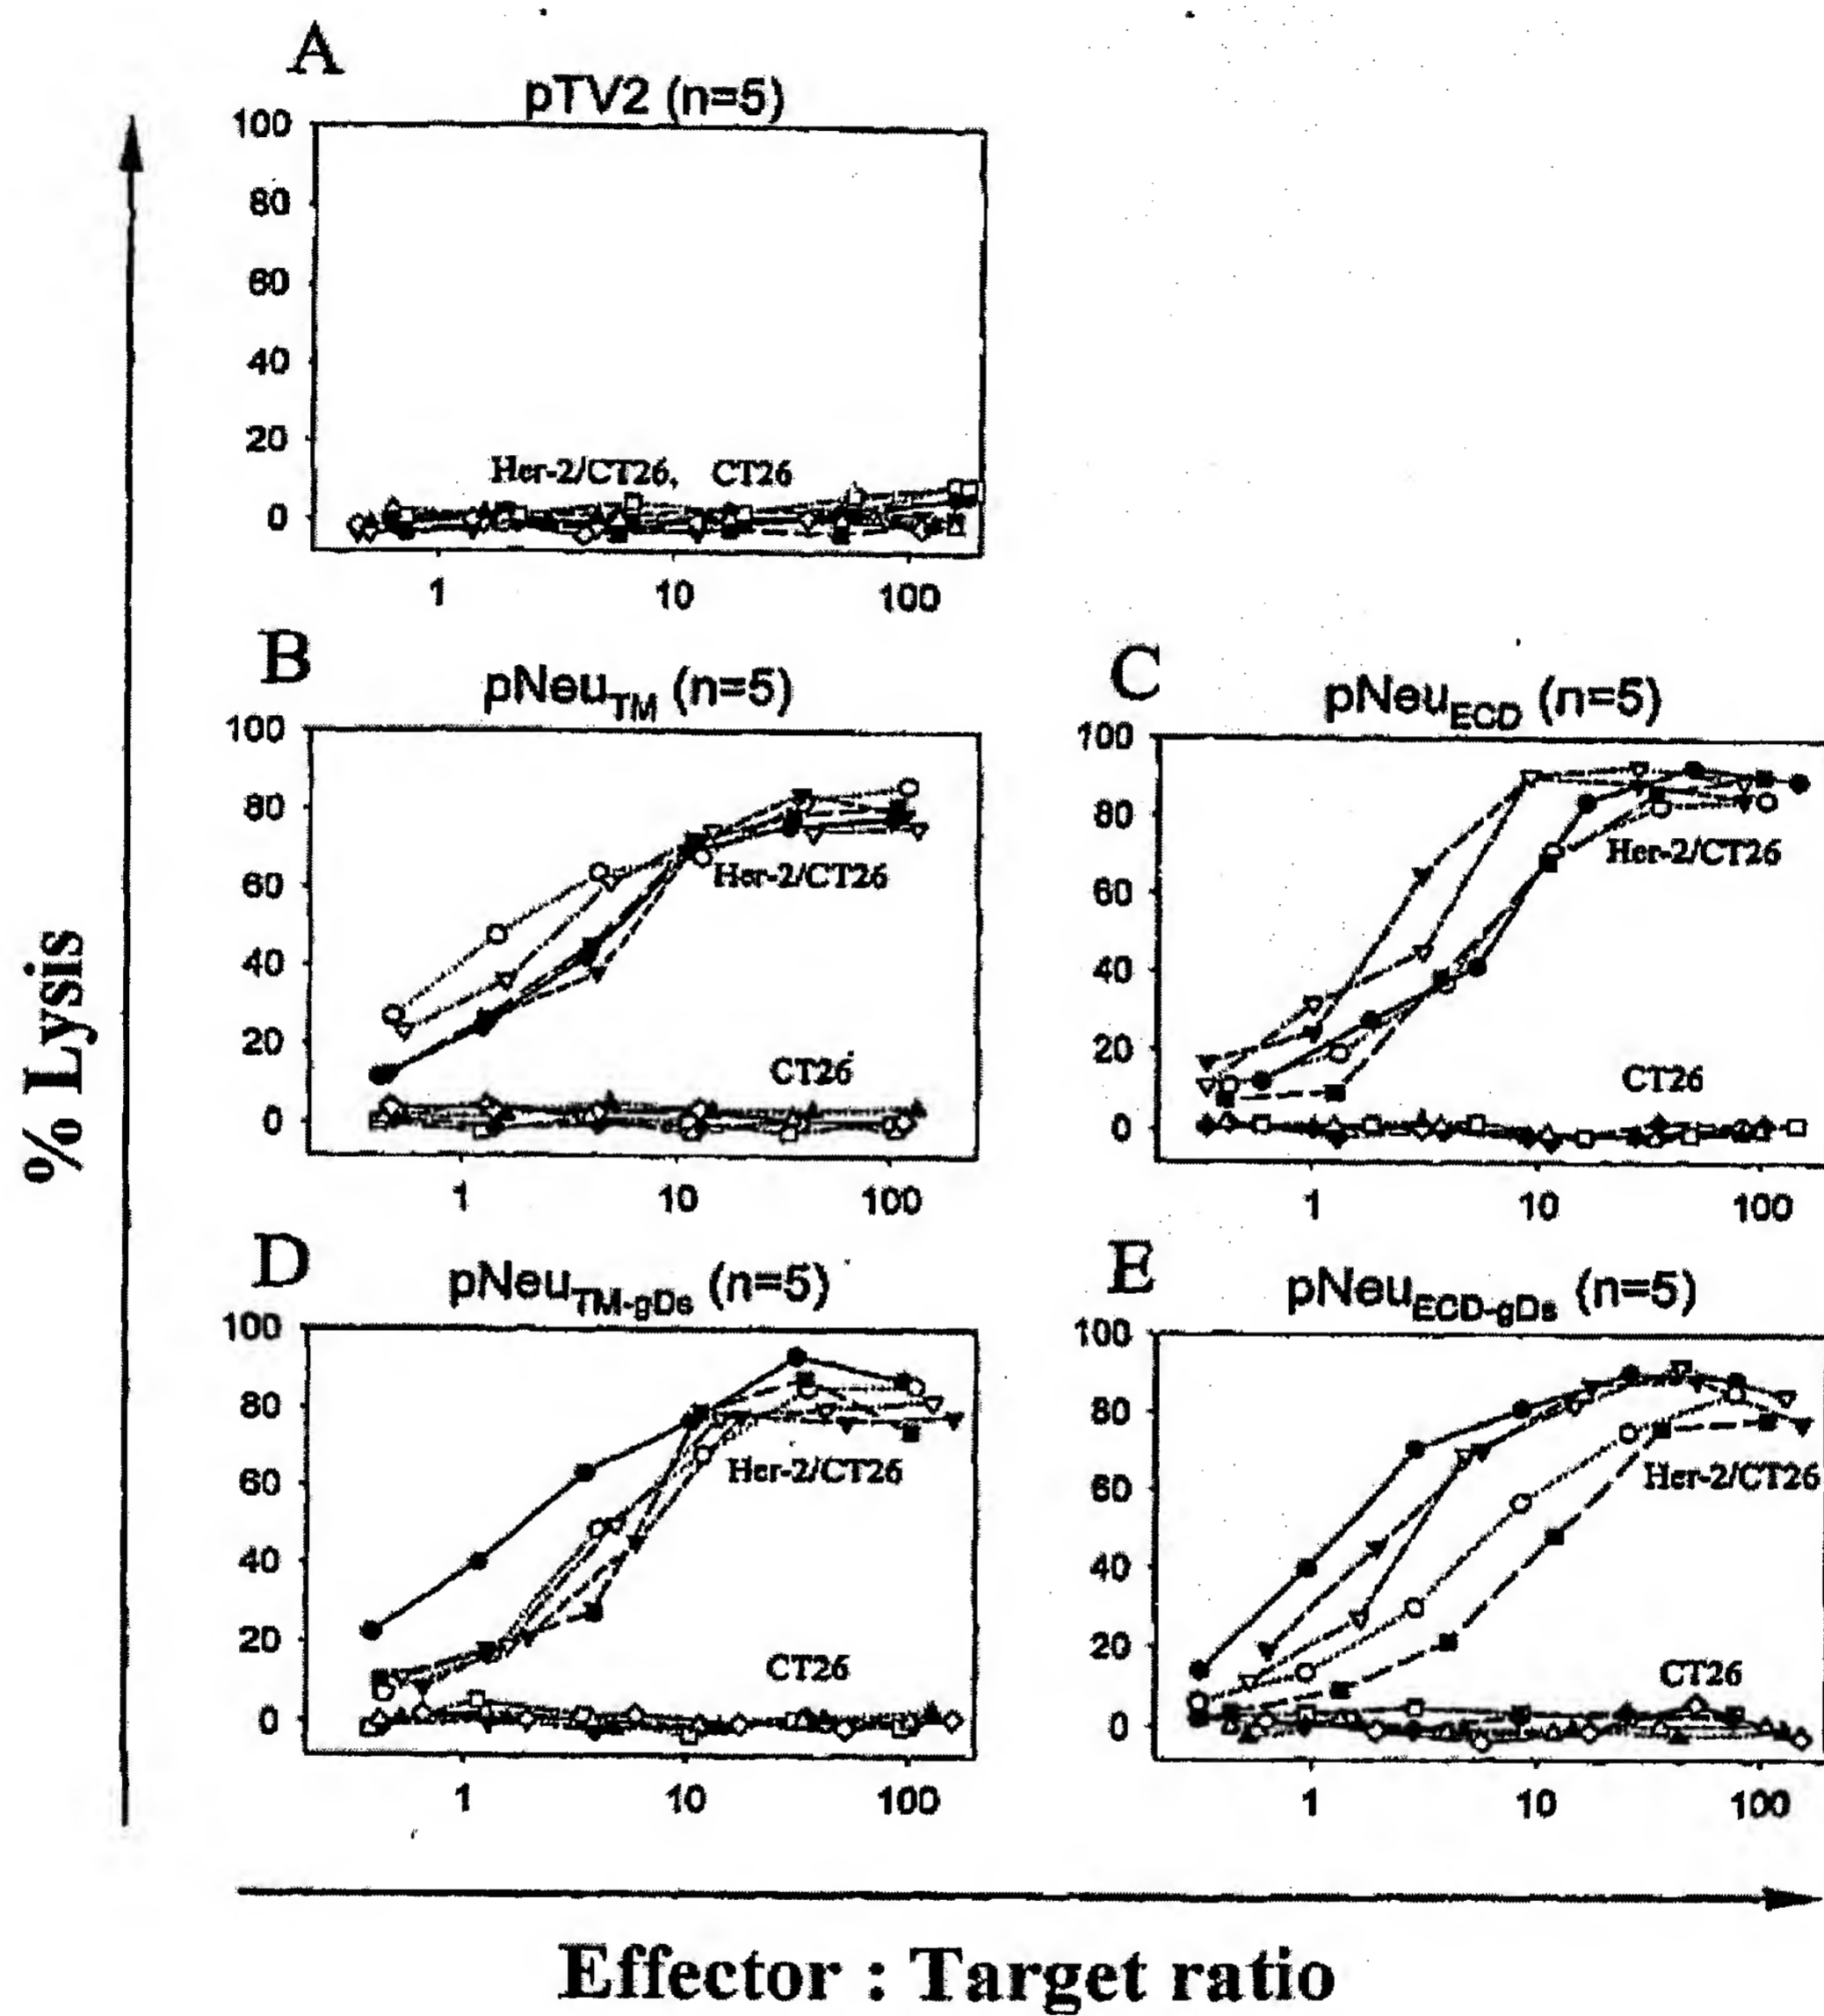 A
pTV2 (n=5)
100
80
60
40
20
0
Her-2/CT26, CT26
1 10 100
B
pNeuTM (n=5)
100
80
60
40
20
0
Her-2/CT26
CT26
1 10 100
C
pNeuECD (n=5)
100
80
60
40
20
0
Her-2/CT26
CT26
1 10 100
D
pNeuTM-gDs (n=5)
100
80
60
40
20
0
Her-2/CT26
CT26
1 10 100
E
pNeuECD-gDs (n=5)
100
80
60
40
20
0
Her-2/CT26
CT26
1 10 100
% Lysis
Effector : Target ratio